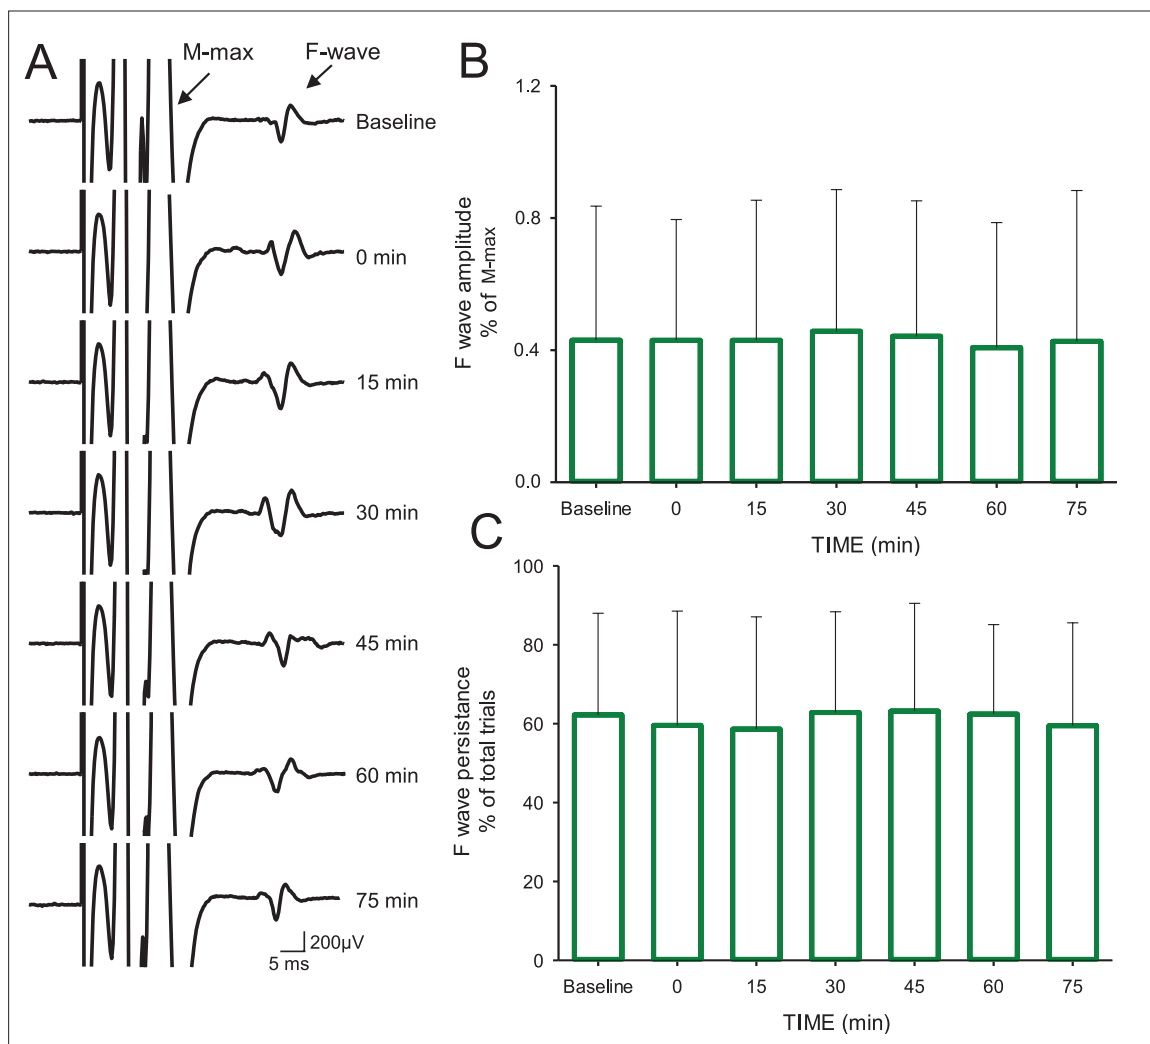 A
M-max
F-wave
Baseline
0 min
15 min
30 min
45 min
60 min
75 min
200µV
5 ms
B
F wave amplitude
% of M-max
1.2
0.8
0.4
0.0
Baseline 0 15 30 45 60 75
TIME (min)
C
F wave persistance
% of total trials
100
80
60
40
20
0
Baseline 0 15 30 45 60 75
TIME (min)